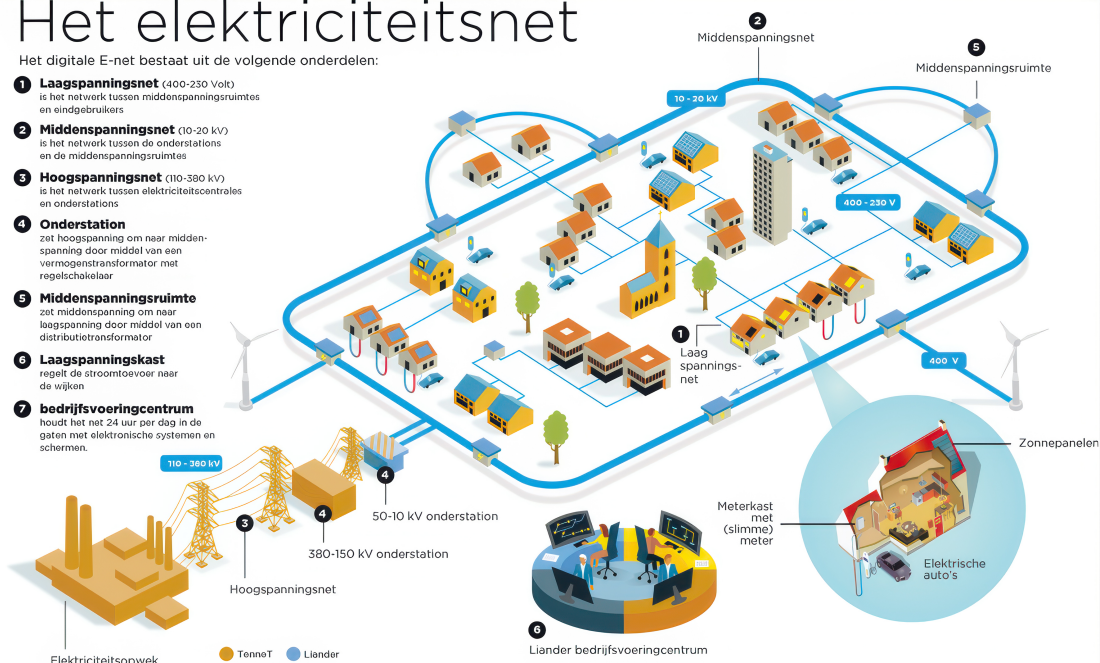 Het elektriciteitsnet
Het digitale E-net bestaat uit de volgende onderdelen:
1 Laagspanningsnet (400-230 Volt)
is het netwerk tussen middenspanningsruimtes
en eindgebruikers
2 Middenspanningsnet (10-20 kV)
is het netwerk tussen de onderstations
en de middenspanningsruimtes
3 Hoogspanningsnet (110-380 kV)
is het netwerk tussen elektriciteitscentrales
en onderstations
4 Onderstation
zet hoogspanning om naar midden-
spanning door middel van een
vermogenstransformator met
regelschakelaar
5 Middenspanningsruimte
zet middenspanning om naar
laagspanning door middel van een
distributietransformator
6 Laagspanningskast
regelt de stroomtoevoer naar
de wijken
7 bedrijfsvoeringcentrum
houdt het net 24 uur per dag in de
gaten met elektronische systemen en
schermen.
2
Middenspanningsnet
5
Middenspanningsruimte
10 - 20 kV
400 - 230 V
1
Laag
spannings-
net
400 V
110 - 380 kV
4
50-10 kV onderstation
4
380-150 kV onderstation
3
Hoogspanningsnet
Elektriciteitsopwek
TenneT
Liander
6
Liander bedrijfsvoeringcentrum
Zonnepanelen
Meterkast
met
(slimme)
meter
Elektrische
auto's